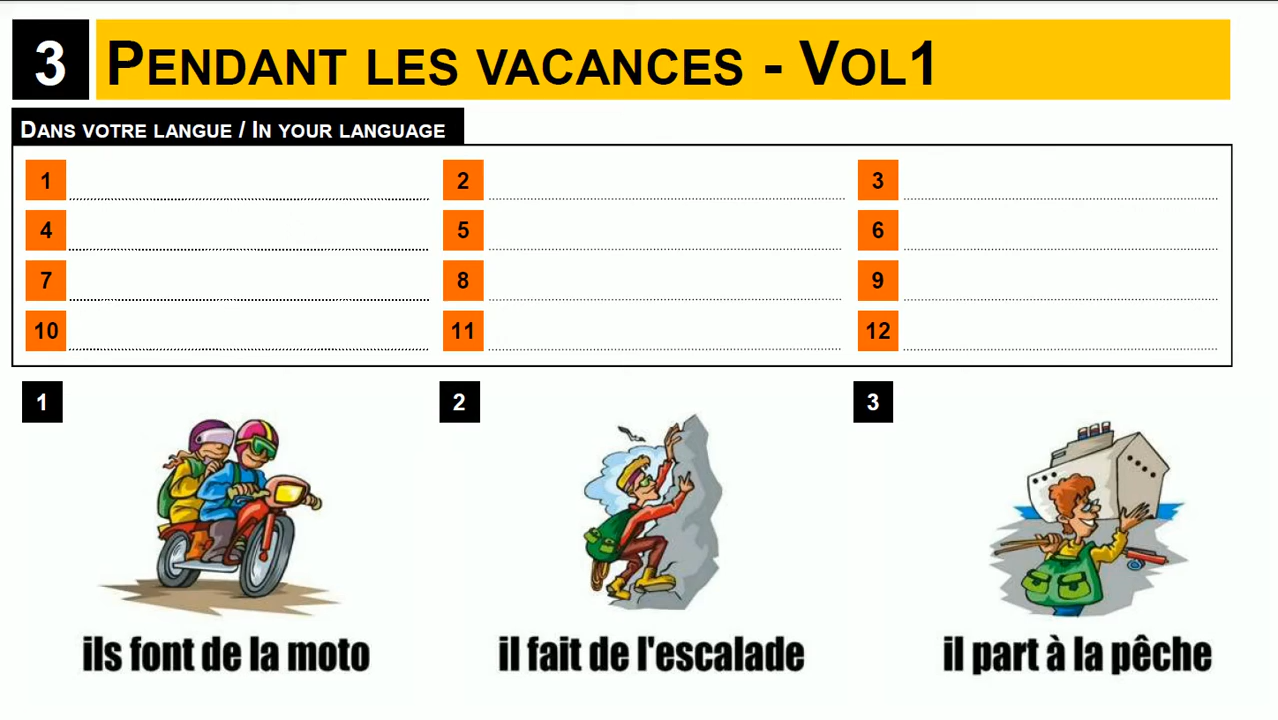 3 PENDANT LES VACANCES - VOL1
DANS VOTRE LANGUE / IN YOUR LANGUAGE
1 2 3
4 5 6
7 8 9
10 11 12
1 2 3
ils font de la moto
il fait de l'escalade
il part à la pêche